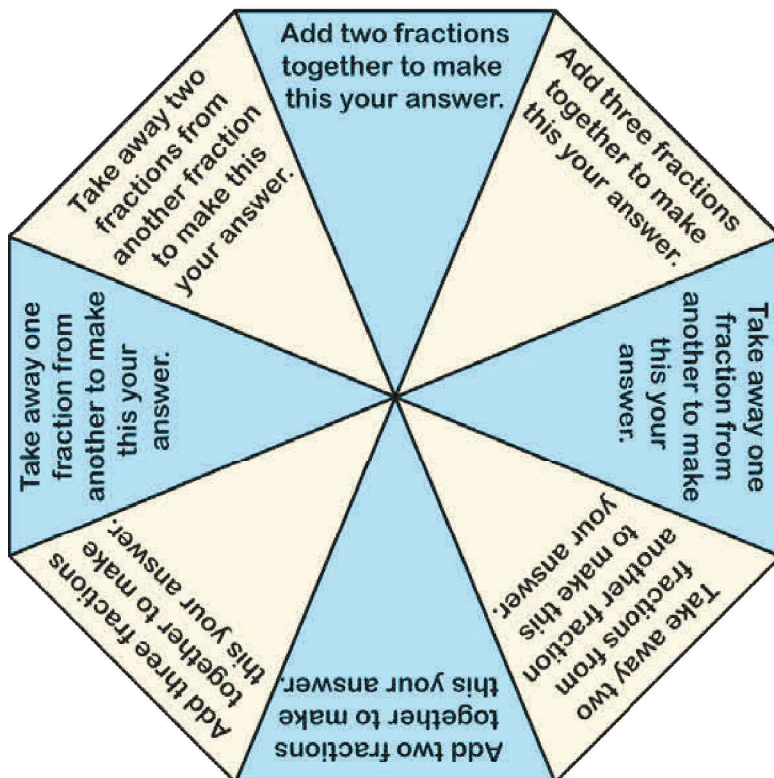 Add two fractions
together to make
this your answer.
Add three fractions
together to make
this your answer.
Take away one
fraction from
another to make
this your
answer.
Take away two
fractions from
another fraction
to make this
your answer.
Add two fractions
together to make
this your answer.
Add three fractions
together to make
this your answer.
Take away one
fraction from
another to make
this your
answer.
Take away two
fractions from
another fraction
to make this
your answer.